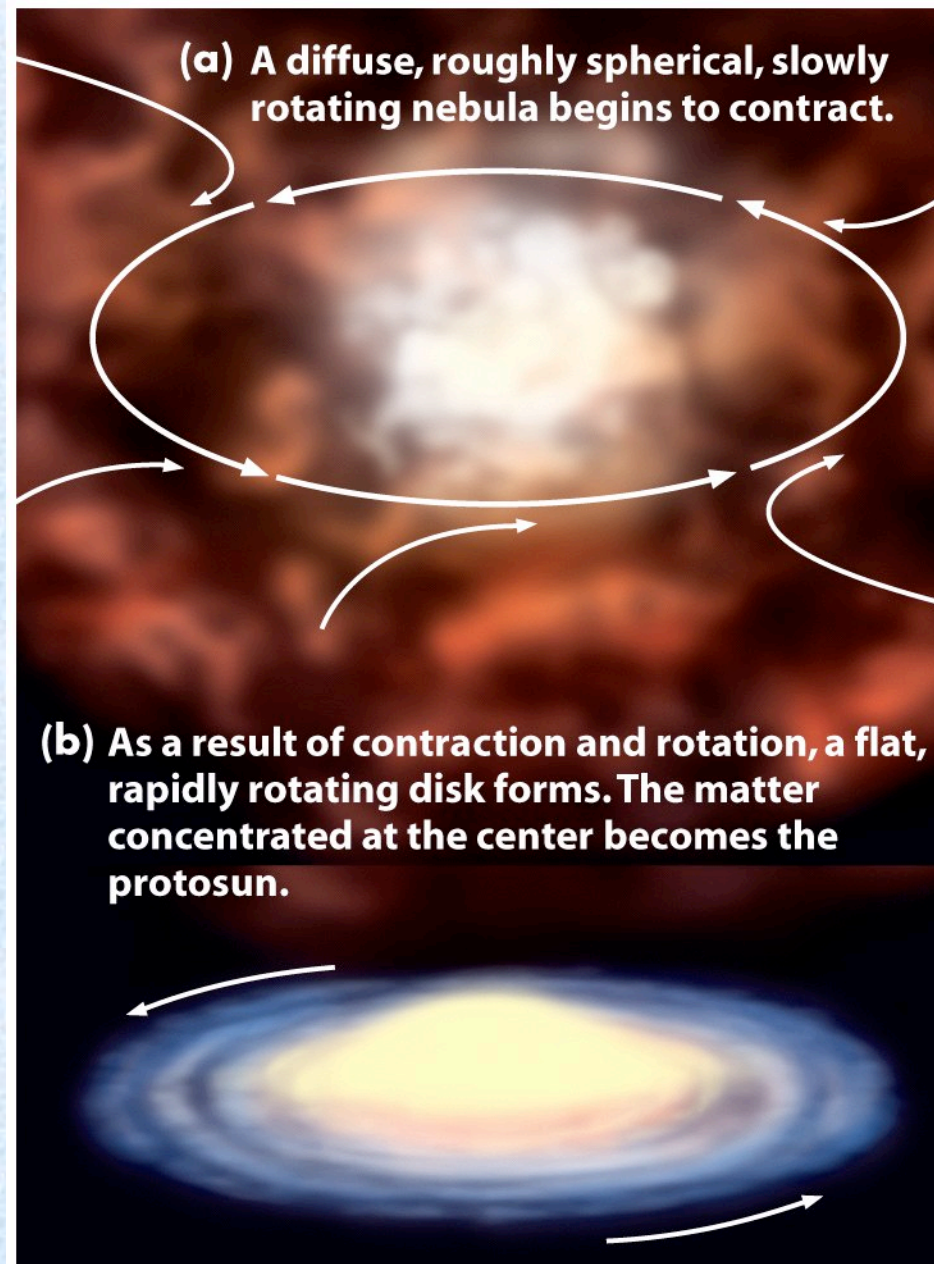 (a) A diffuse, roughly spherical, slowly
rotating nebula begins to contract.
(b) As a result of contraction and rotation, a flat,
rapidly rotating disk forms. The matter
concentrated at the center becomes the
protosun.